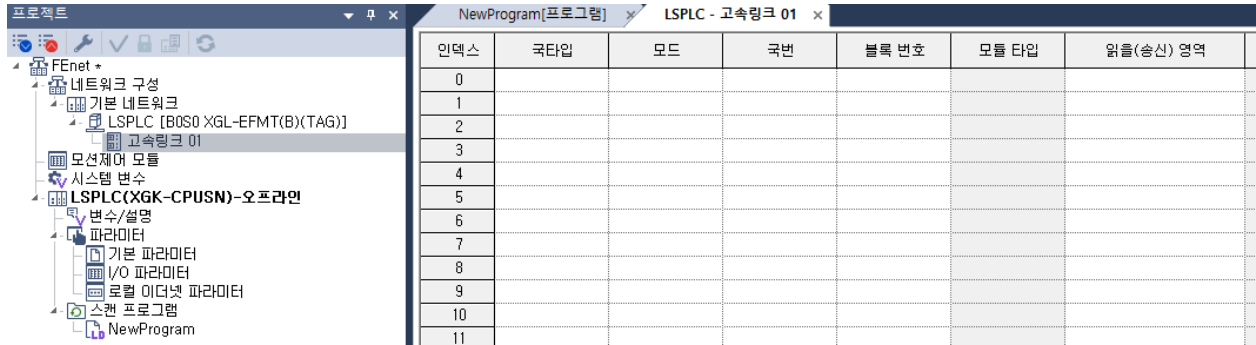 프로젝트
NewProgram[프로그램]
LSPLC - 고속링크 01
FEnet *
네트워크 구성
기본 네트워크
LSPLC [B0S0 XGL-EFMT(B)(TAG)]
고속링크 01
모션제어 모듈
시스템 변수
LSPLC(XGK-CPUSN)-오프라인
변수/설명
파라미터
기본 파라미터
I/O 파라미터
로컬 이더넷 파라미터
스캔 프로그램
NewProgram
인덱스 국타입 모드 국번 블록 번호 모듈 타입 읽을(송신) 영역
0
1
2
3
4
5
6
7
8
9
10
11